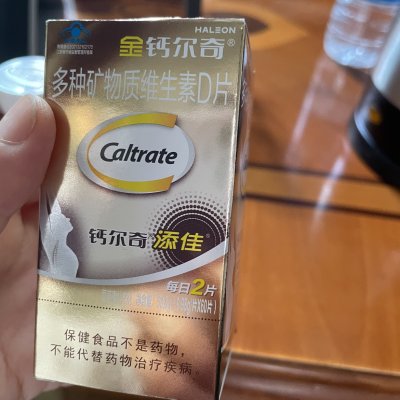 HALEON
金钙尔奇®
多种矿物质维生素D片
Caltrate
钙尔奇®添佳®
每日2片
保健食品不是药物,
不能代替药物治疗疾病。